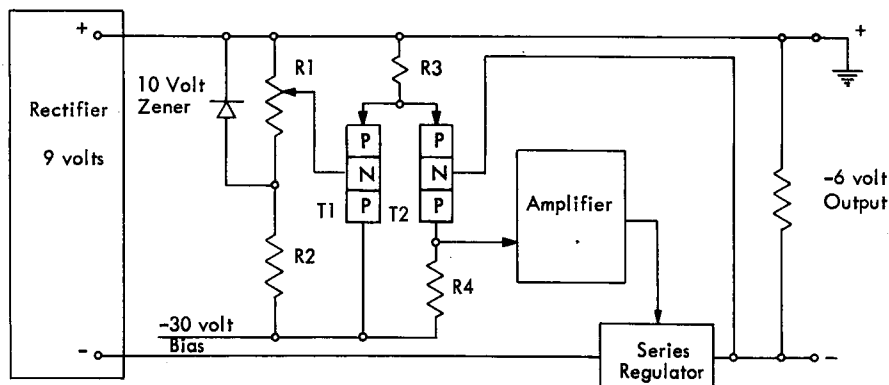 +
+
R1
R3
10 Volt
Zener
Rectifier
9 volts
P
N
P
P
N
P
T1
T2
Amplifier
-6 volt
Output
R2
R4
-30 volt
Bias
-
Series
Regulator
-